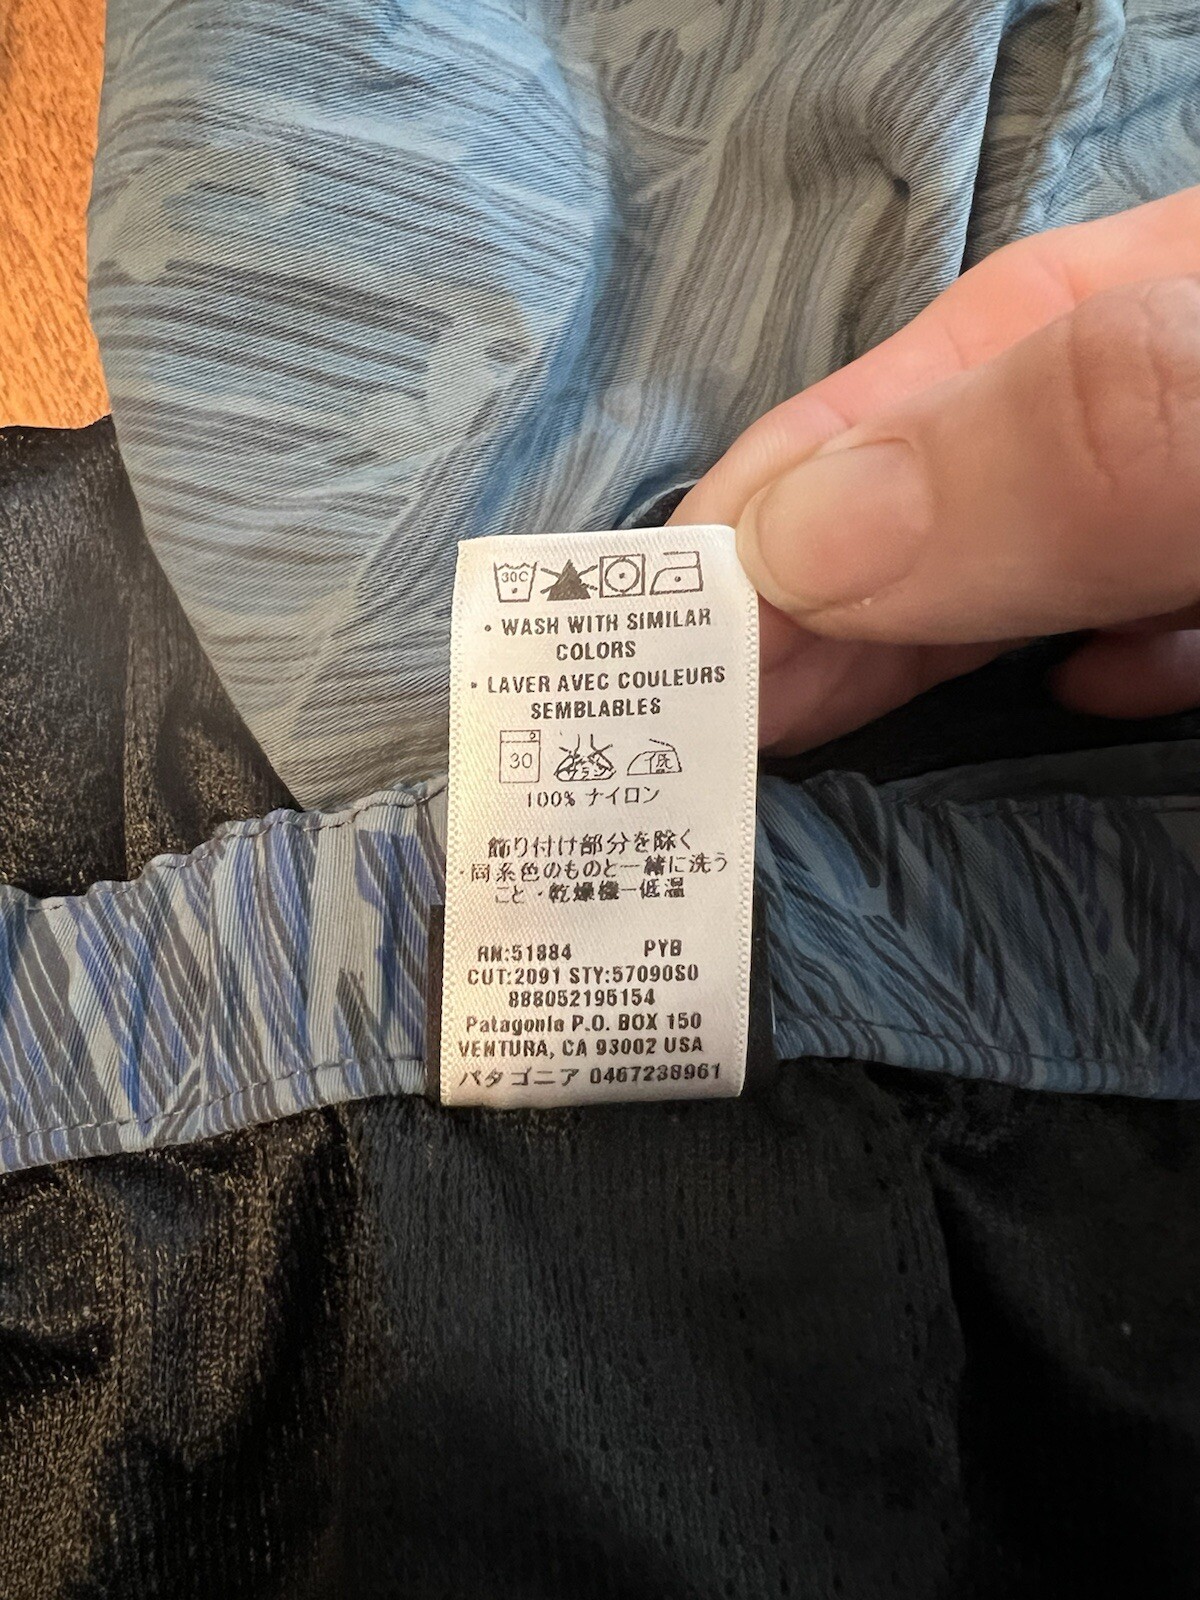 30C
• WASH WITH SIMILAR
COLORS
• LAVER AVEC COULEURS
SEMBLABLES
30 低
100% ナイロン
飾り付け部分を除く
・同系色のものと一緒に洗う
こと ・乾燥機ー低温
RN:51884 PYB
CUT:2091 STY:57090S0
888052195154
Patagonia P.O. BOX 150
VENTURA, CA 93002 USA
パタゴニア 0467238961